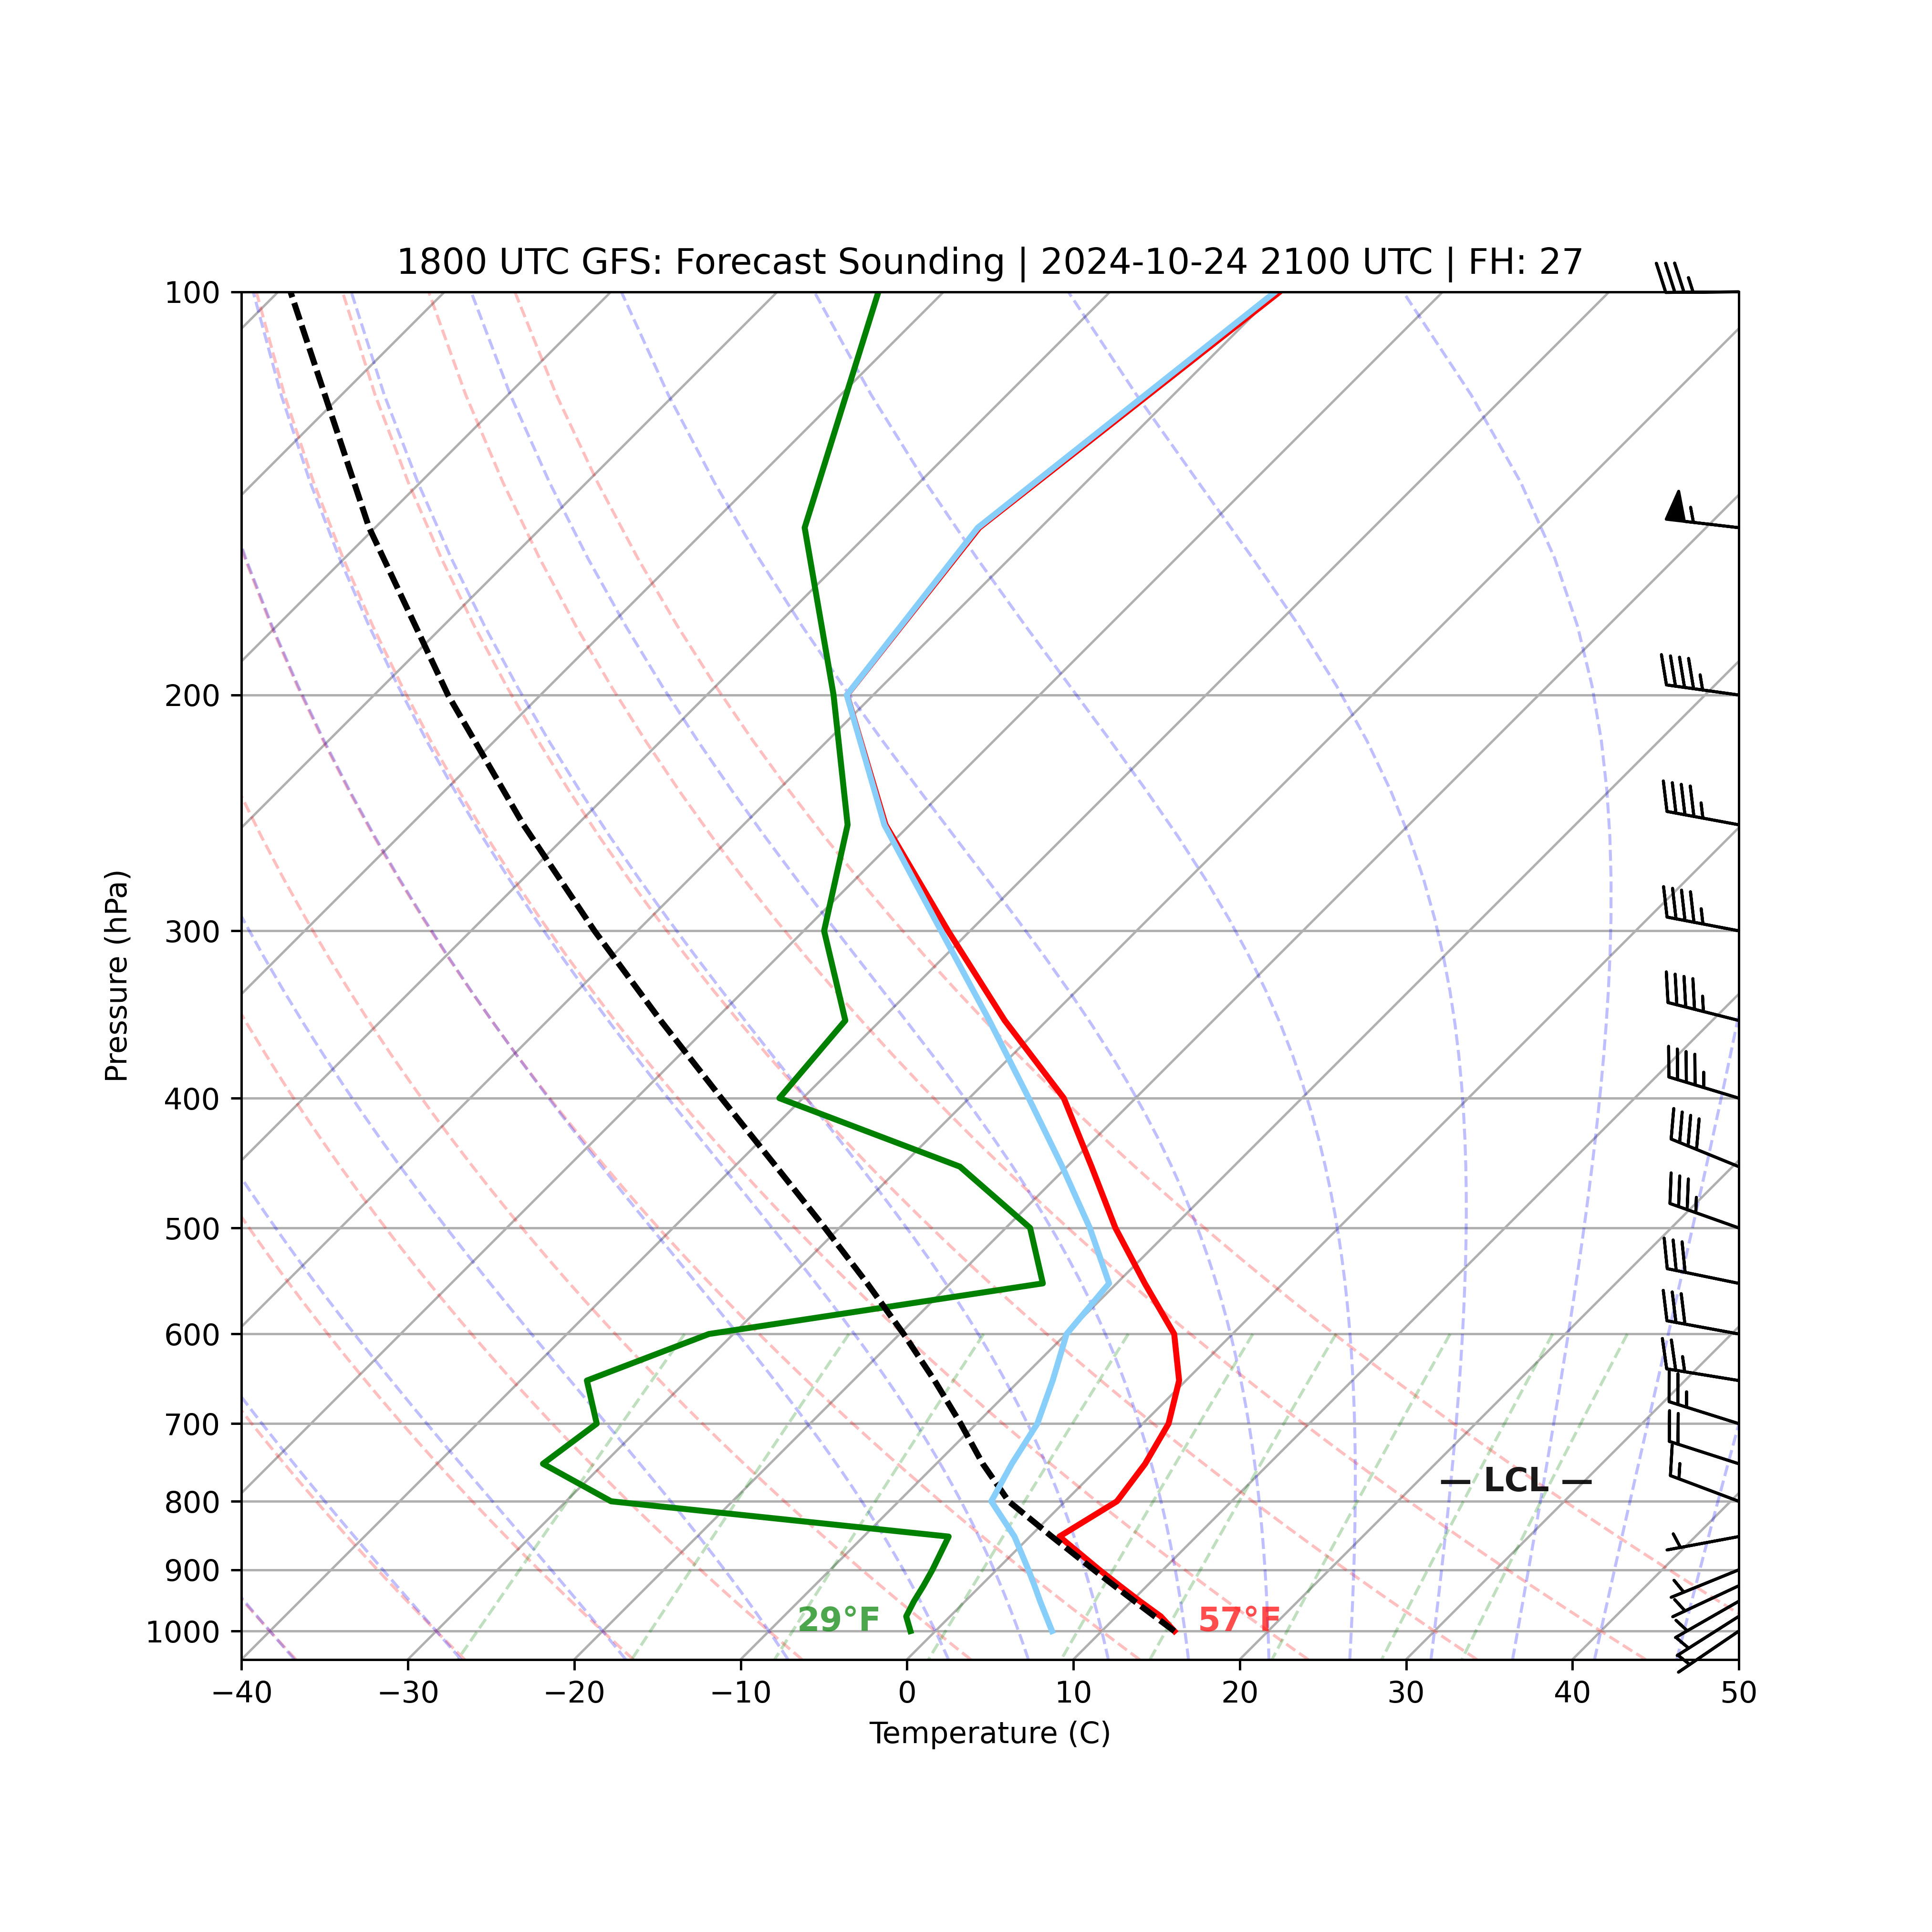 1800 UTC GFS: Forecast Sounding | 2024-10-24 2100 UTC | FH: 27
100
200
300
400
500
600
700
800
900
1000
Pressure (hPa)
— LCL —
29°F
57°F
−40 −30 −20 −10 0 10 20 30 40 50
Temperature (C)